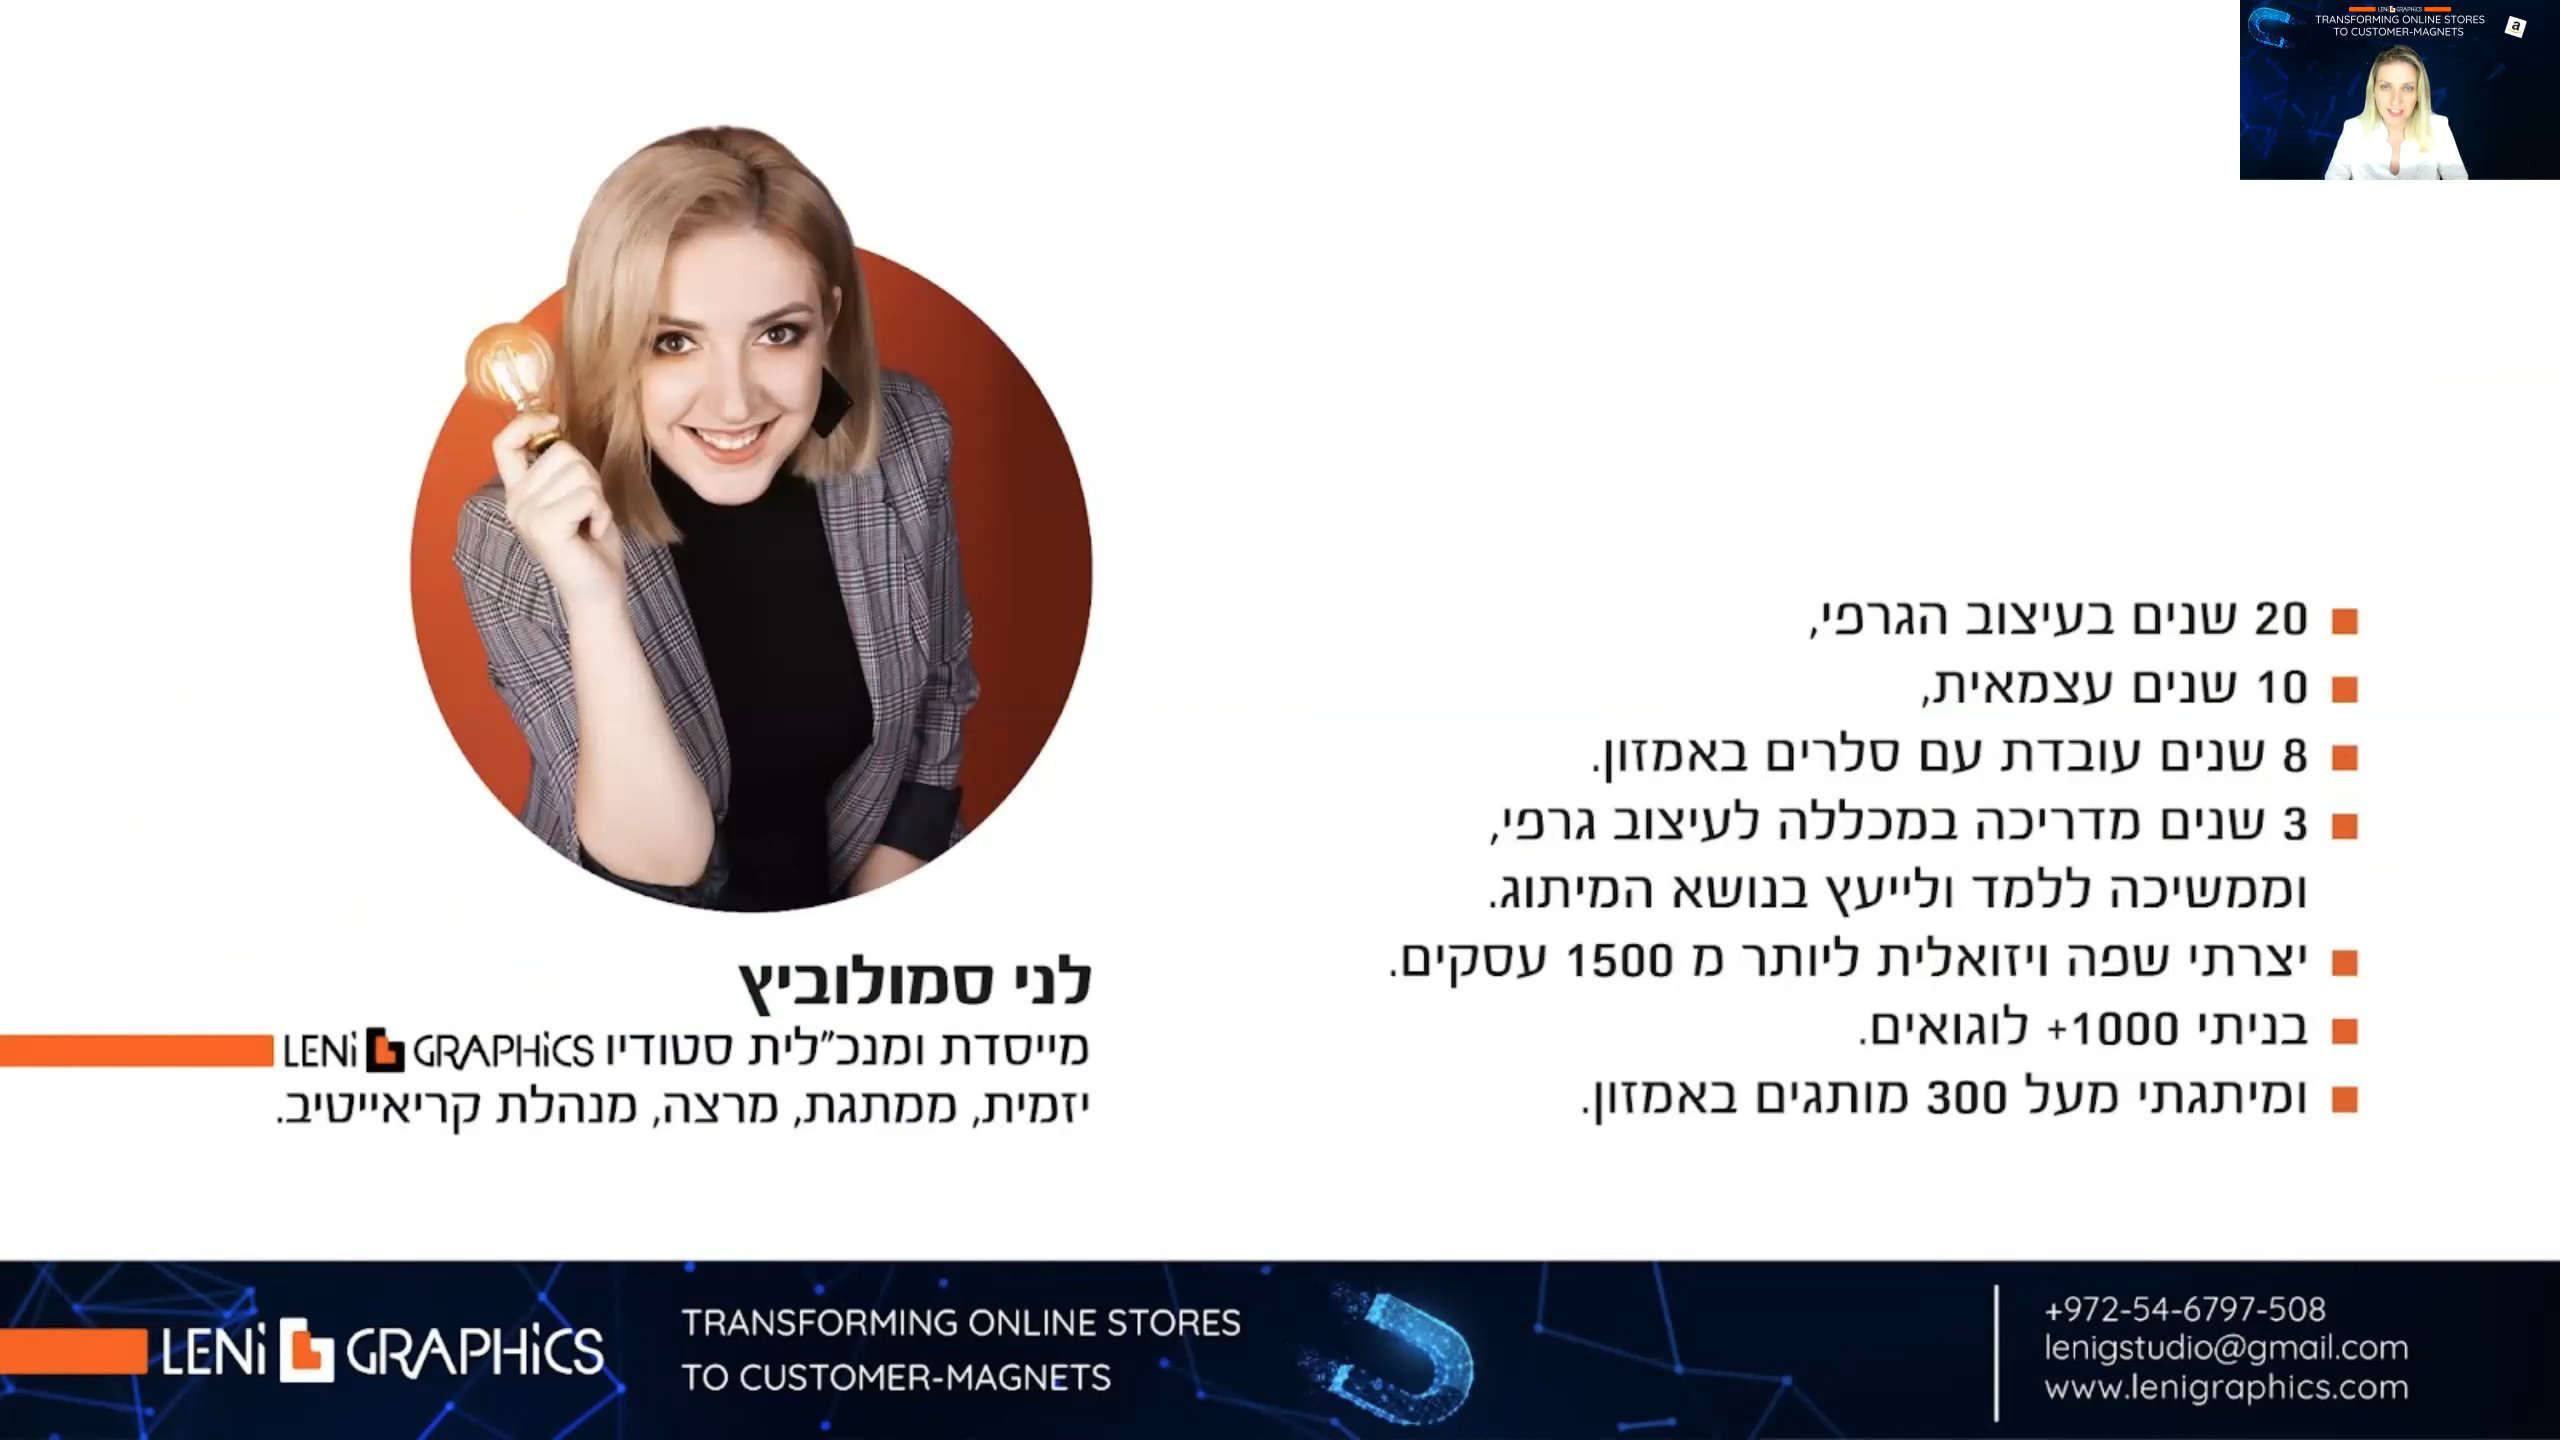 LENi GRAPHiCS
TRANSFORMING ONLINE STORES
TO CUSTOMER-MAGNETS
a
20 שנים בעיצוב הגרפי,
10 שנים עצמאית,
8 שנים עובדת עם סלרים באמזון.
3 שנים מדריכה במכללה לעיצוב גרפי,
וממשיכה ללמד ולייעץ בנושא המיתוג.
יצרתי שפה ויזואלית ליותר מ 1500 עסקים.
בניתי 1000+ לוגואים.
ומיתגתי מעל 300 מותגים באמזון.
לני סמולוביץ
מייסדת ומנכ״לית סטודיו LENi GRAPHiCS
יזמית, ממתגת, מרצה, מנהלת קריאייטיב.
LENi GRAPHiCS
TRANSFORMING ONLINE STORES
TO CUSTOMER-MAGNETS
+972-54-6797-508
lenigstudio@gmail.com
www.lenigraphics.com